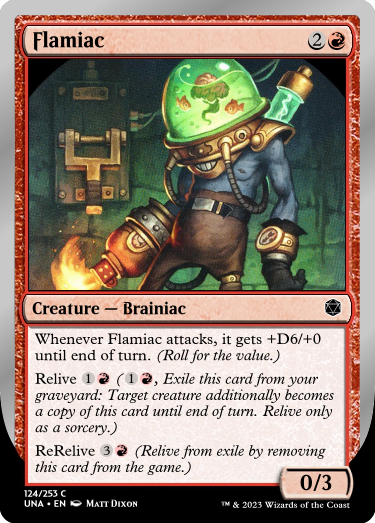 Flamiac 2
Creature — Brainiac
Whenever Flamiac attacks, it gets +D6/+0
until end of turn. (Roll for the value.)
Relive 1 (1, Exile this card from your
graveyard: Target creature additionally becomes
a copy of this card until end of turn. Relive only
as a sorcery.)
ReRelive 3 (Relive from exile by removing
this card from the game.)
0/3
124/253 C
UNA • EN Matt Dixon
™ & 2023 Wizards of the Coast